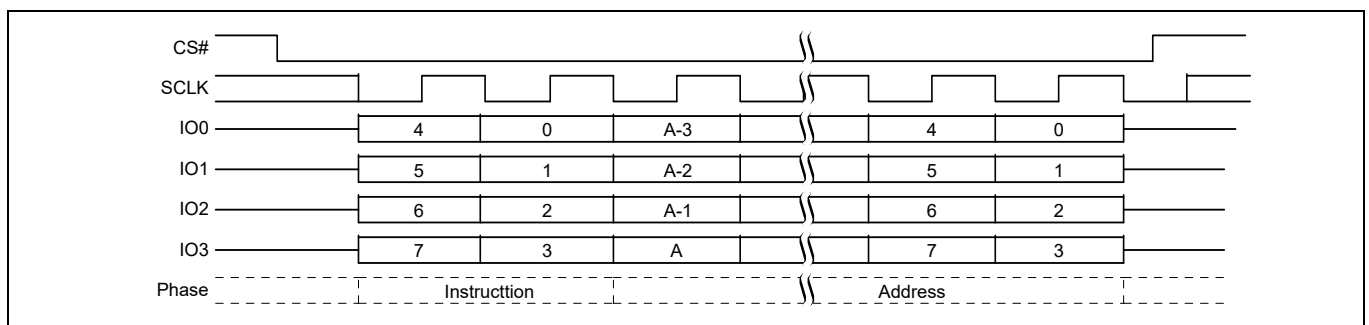 CS#
SCLK
IO0 4 0 A-3 4 0
IO1 5 1 A-2 5 1
IO2 6 2 A-1 6 2
IO3 7 3 A 7 3
Phase Instructtion Address